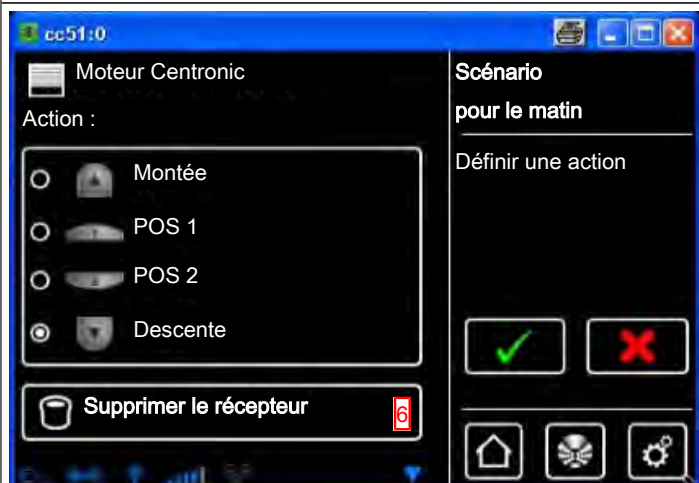 cc51:0
Moteur Centronic
Action :
Montée
POS 1
POS 2
Descente
Supprimer le récepteur
6
Scénario
pour le matin
Définir une action